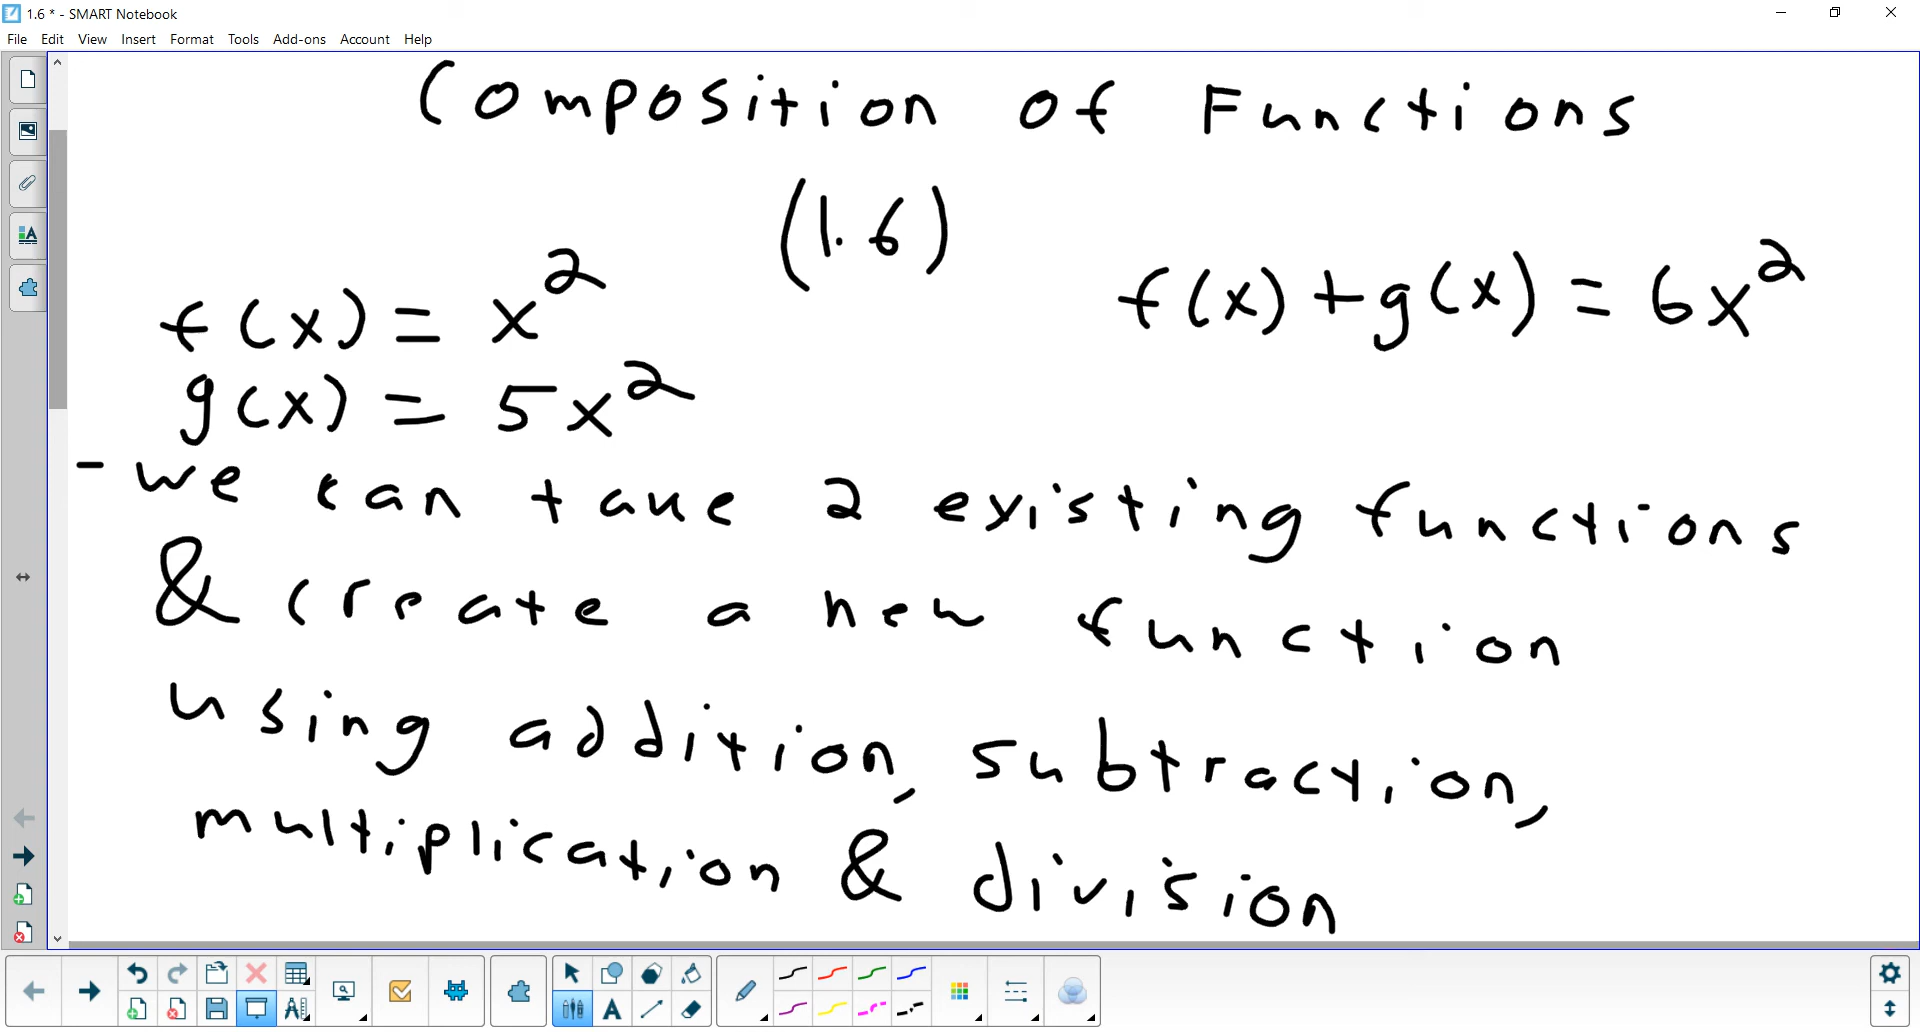 1.6 * - SMART Notebook
File Edit View Insert Format Tools Add-ons Account Help
Composition of Functions
(1.6)
f(x) = x²
f(x) + g(x) = 6x²
g(x) = 5x²
- we can take 2 existing functions
& create a new function
using addition, subtraction,
multiplication & division